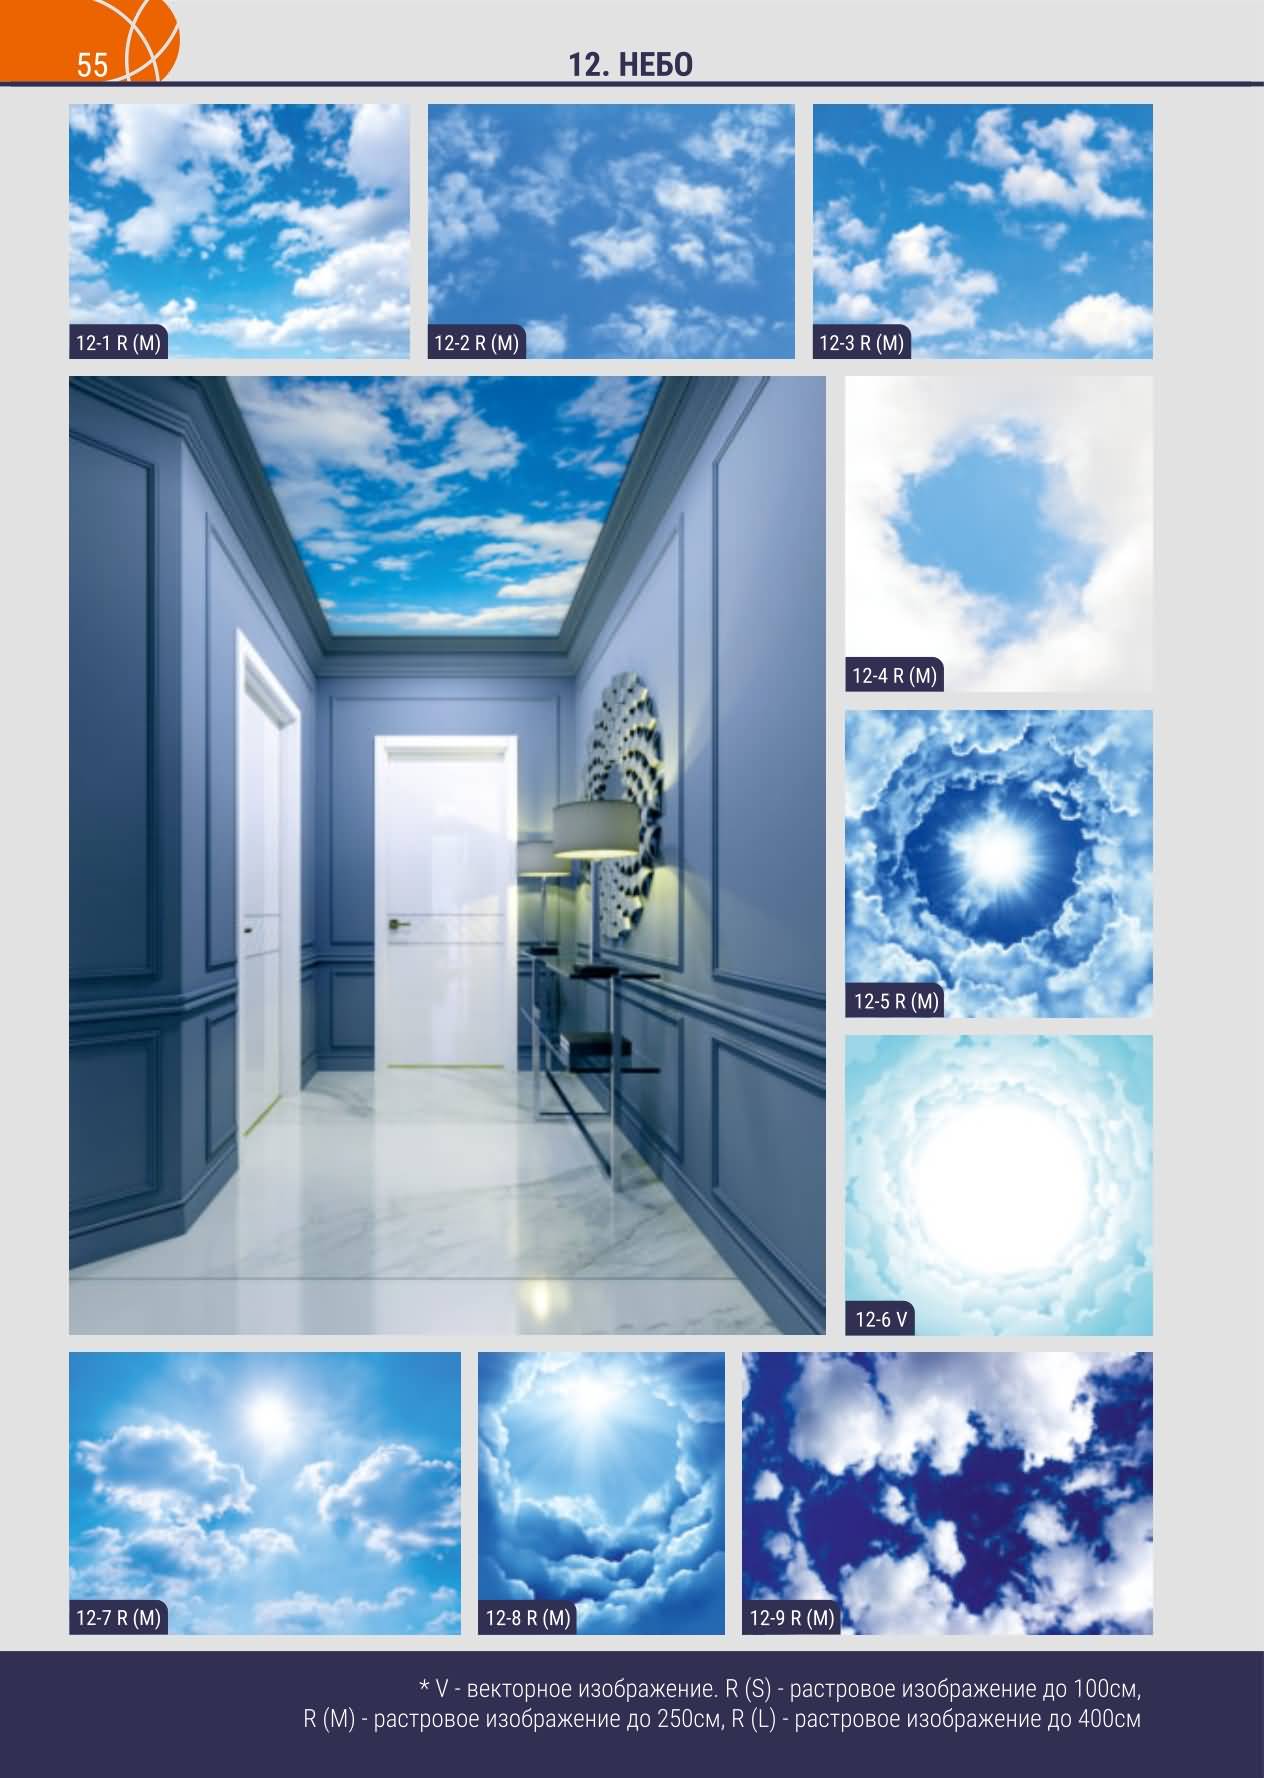 55
12. НЕБО
12-1 R (M)
12-2 R (M)
12-3 R (M)
12-4 R (M)
12-5 R (M)
12-6 V
12-7 R (M)
12-8 R (M)
12-9 R (M)
* V - векторное изображение. R (S) - растровое изображение до 100см,
R (M) - растровое изображение до 250см, R (L) - растровое изображение до 400см